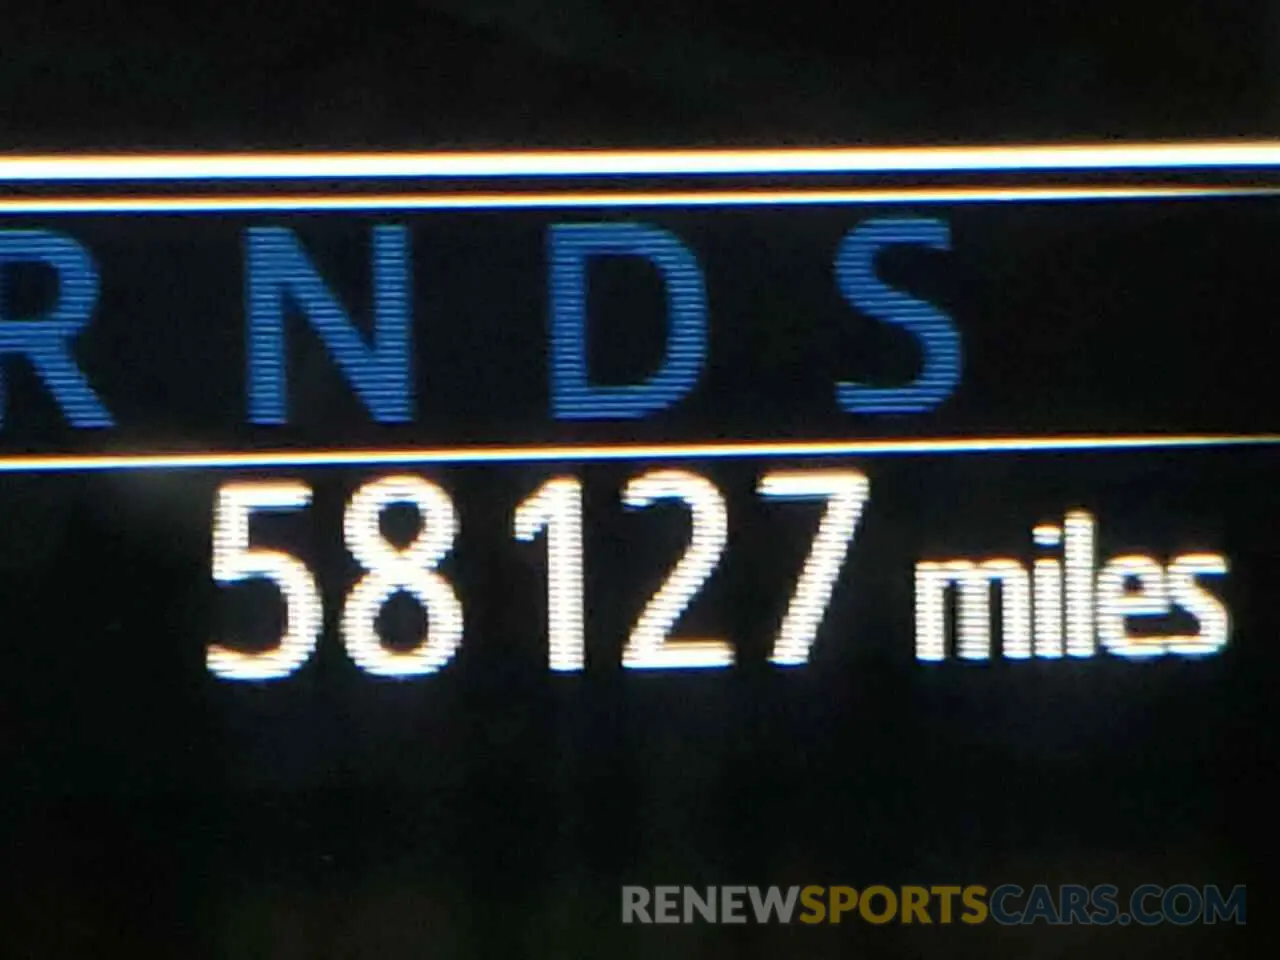 R N D S
58127 miles
RENEWSPORTSCARS.COM